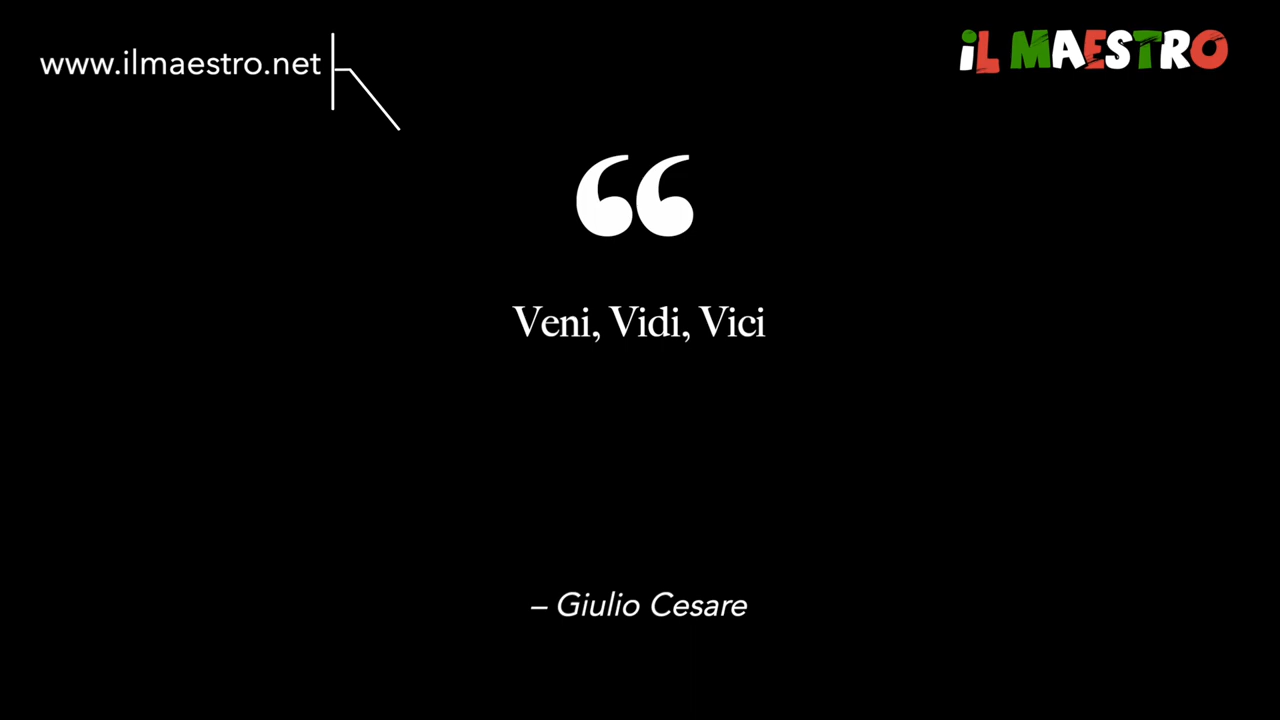 www.ilmaestro.net
iL MAESTRO
“
Veni, Vidi, Vici
– Giulio Cesare